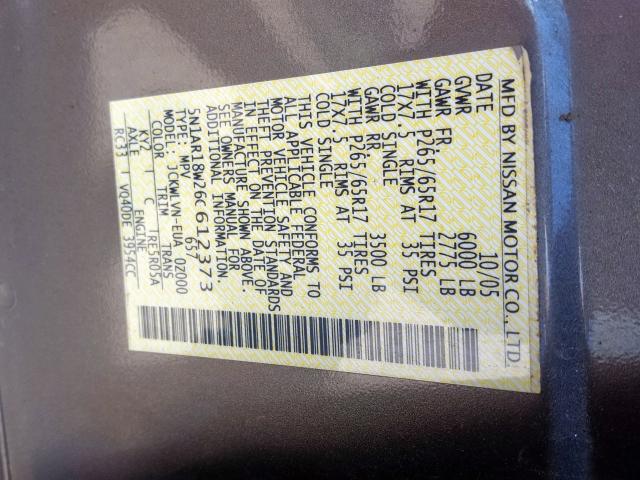 MFD BY NISSAN MOTOR CO., LTD.
DATE 10/05
GVWR 6000 LB
GAWR FR. 2775 LB
WITH P265/65R17 TIRES
17X7.5 RIMS AT 35 PSI
COLD SINGLE
GAWR RR. 3500 LB
WITH P265/65R17 TIRES
17X7.5 RIMS AT 35 PSI
COLD SINGLE
THIS VEHICLE CONFORMS TO
ALL APPLICABLE FEDERAL
MOTOR VEHICLE SAFETY AND
THEFT PREVENTION STANDARDS
IN EFFECT ON THE DATE OF
MANUFACTURE SHOWN ABOVE.
SEE OWNERS MANUAL FOR
ADDITIONAL INFORMATION.
5N1AR18W26C612373
TYPE: MPV 657
MODEL: JCKWLVN-EUA 02000
COLOR TRIM TRANS
KY2 C RE5R05A
AXLE ENGINE
RC33 VQ40DE 3954CC